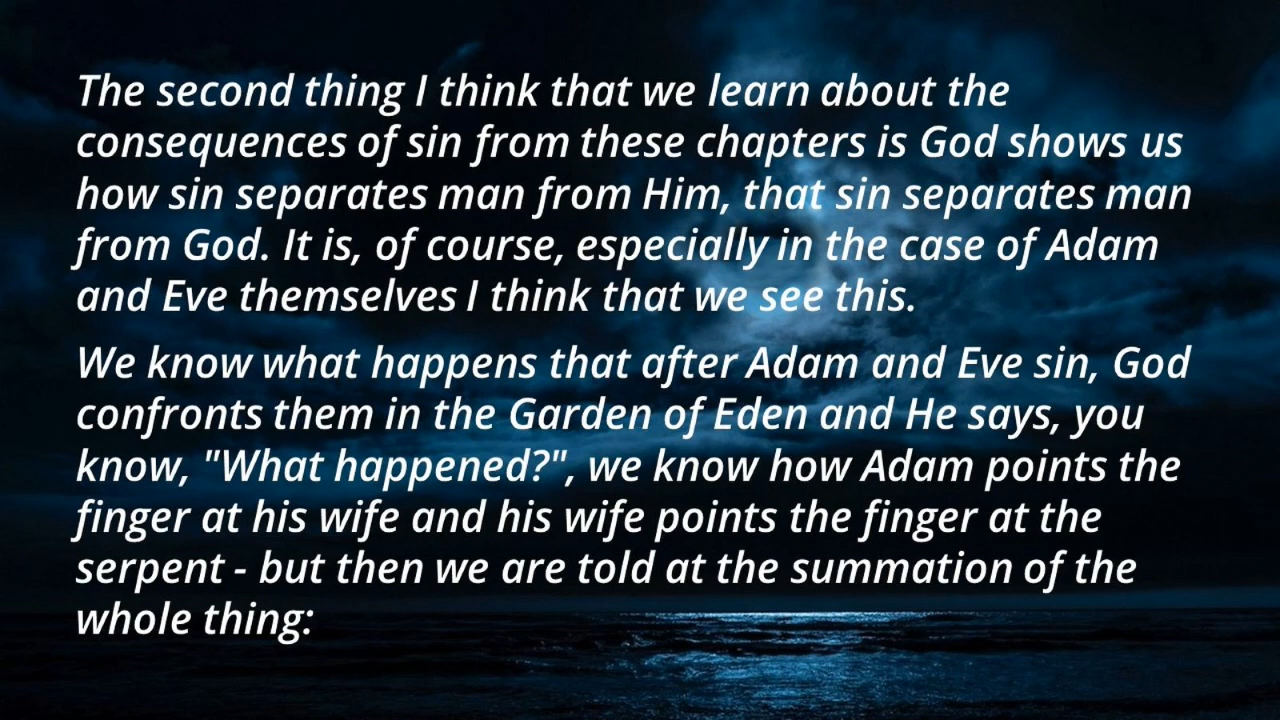 The second thing I think that we learn about the
consequences of sin from these chapters is God shows us
how sin separates man from Him, that sin separates man
from God. It is, of course, especially in the case of Adam
and Eve themselves I think that we see this.
We know what happens that after Adam and Eve sin, God
confronts them in the Garden of Eden and He says, you
know, "What happened?", we know how Adam points the
finger at his wife and his wife points the finger at the
serpent - but then we are told at the summation of the
whole thing: